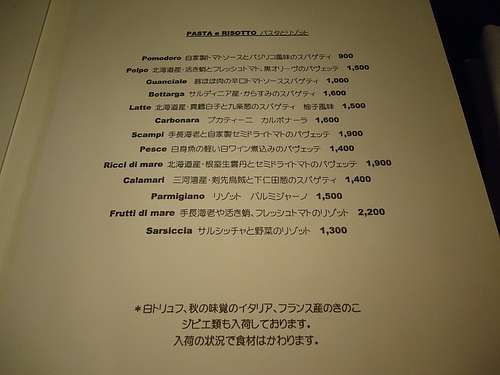 PASTA e RISOTTO パスタとリゾット
Pomodoro 自家製トマトソースとバジリコ風味のスパゲティ 900
Polpo 北海道産・活き蛸とフレッシュトマト、黒オリーヴのパヴェッテ 1,500
Guanciale 豚ほほ肉の辛口トマトソーススパゲティ 1,000
Bottarga サルディニア産・からすみのスパゲティ 1,600
Latte 北海道産・真鱈白子と九条葱のスパゲティ 柚子風味 1,500
Carbonara ブカティーニ カルボナーラ 1,600
Scampi 手長海老と自家製セミドライトマトのパヴェッテ 1,900
Pesce 白身魚の軽い白ワイン煮込みのパヴェッテ 1,400
Ricci di mare 北海道産・根室生雲丹とセミドライトマトのパヴェッテ 1,900
Calamari 三河湾産・剣先烏賊と下仁田葱のスパゲティ 1,400
Parmigiano リゾット パルミジャーノ 1,500
Frutti di mare 手長海老や活き蛸、フレッシュトマトのリゾット 2,200
Sarsiccia サルシッチャと野菜のリゾット 1,300
＊白トリュフ、秋の味覚のイタリア、フランス産のきのこ
ジビエ類も入荷しております。
入荷の状況で食材はかわります。